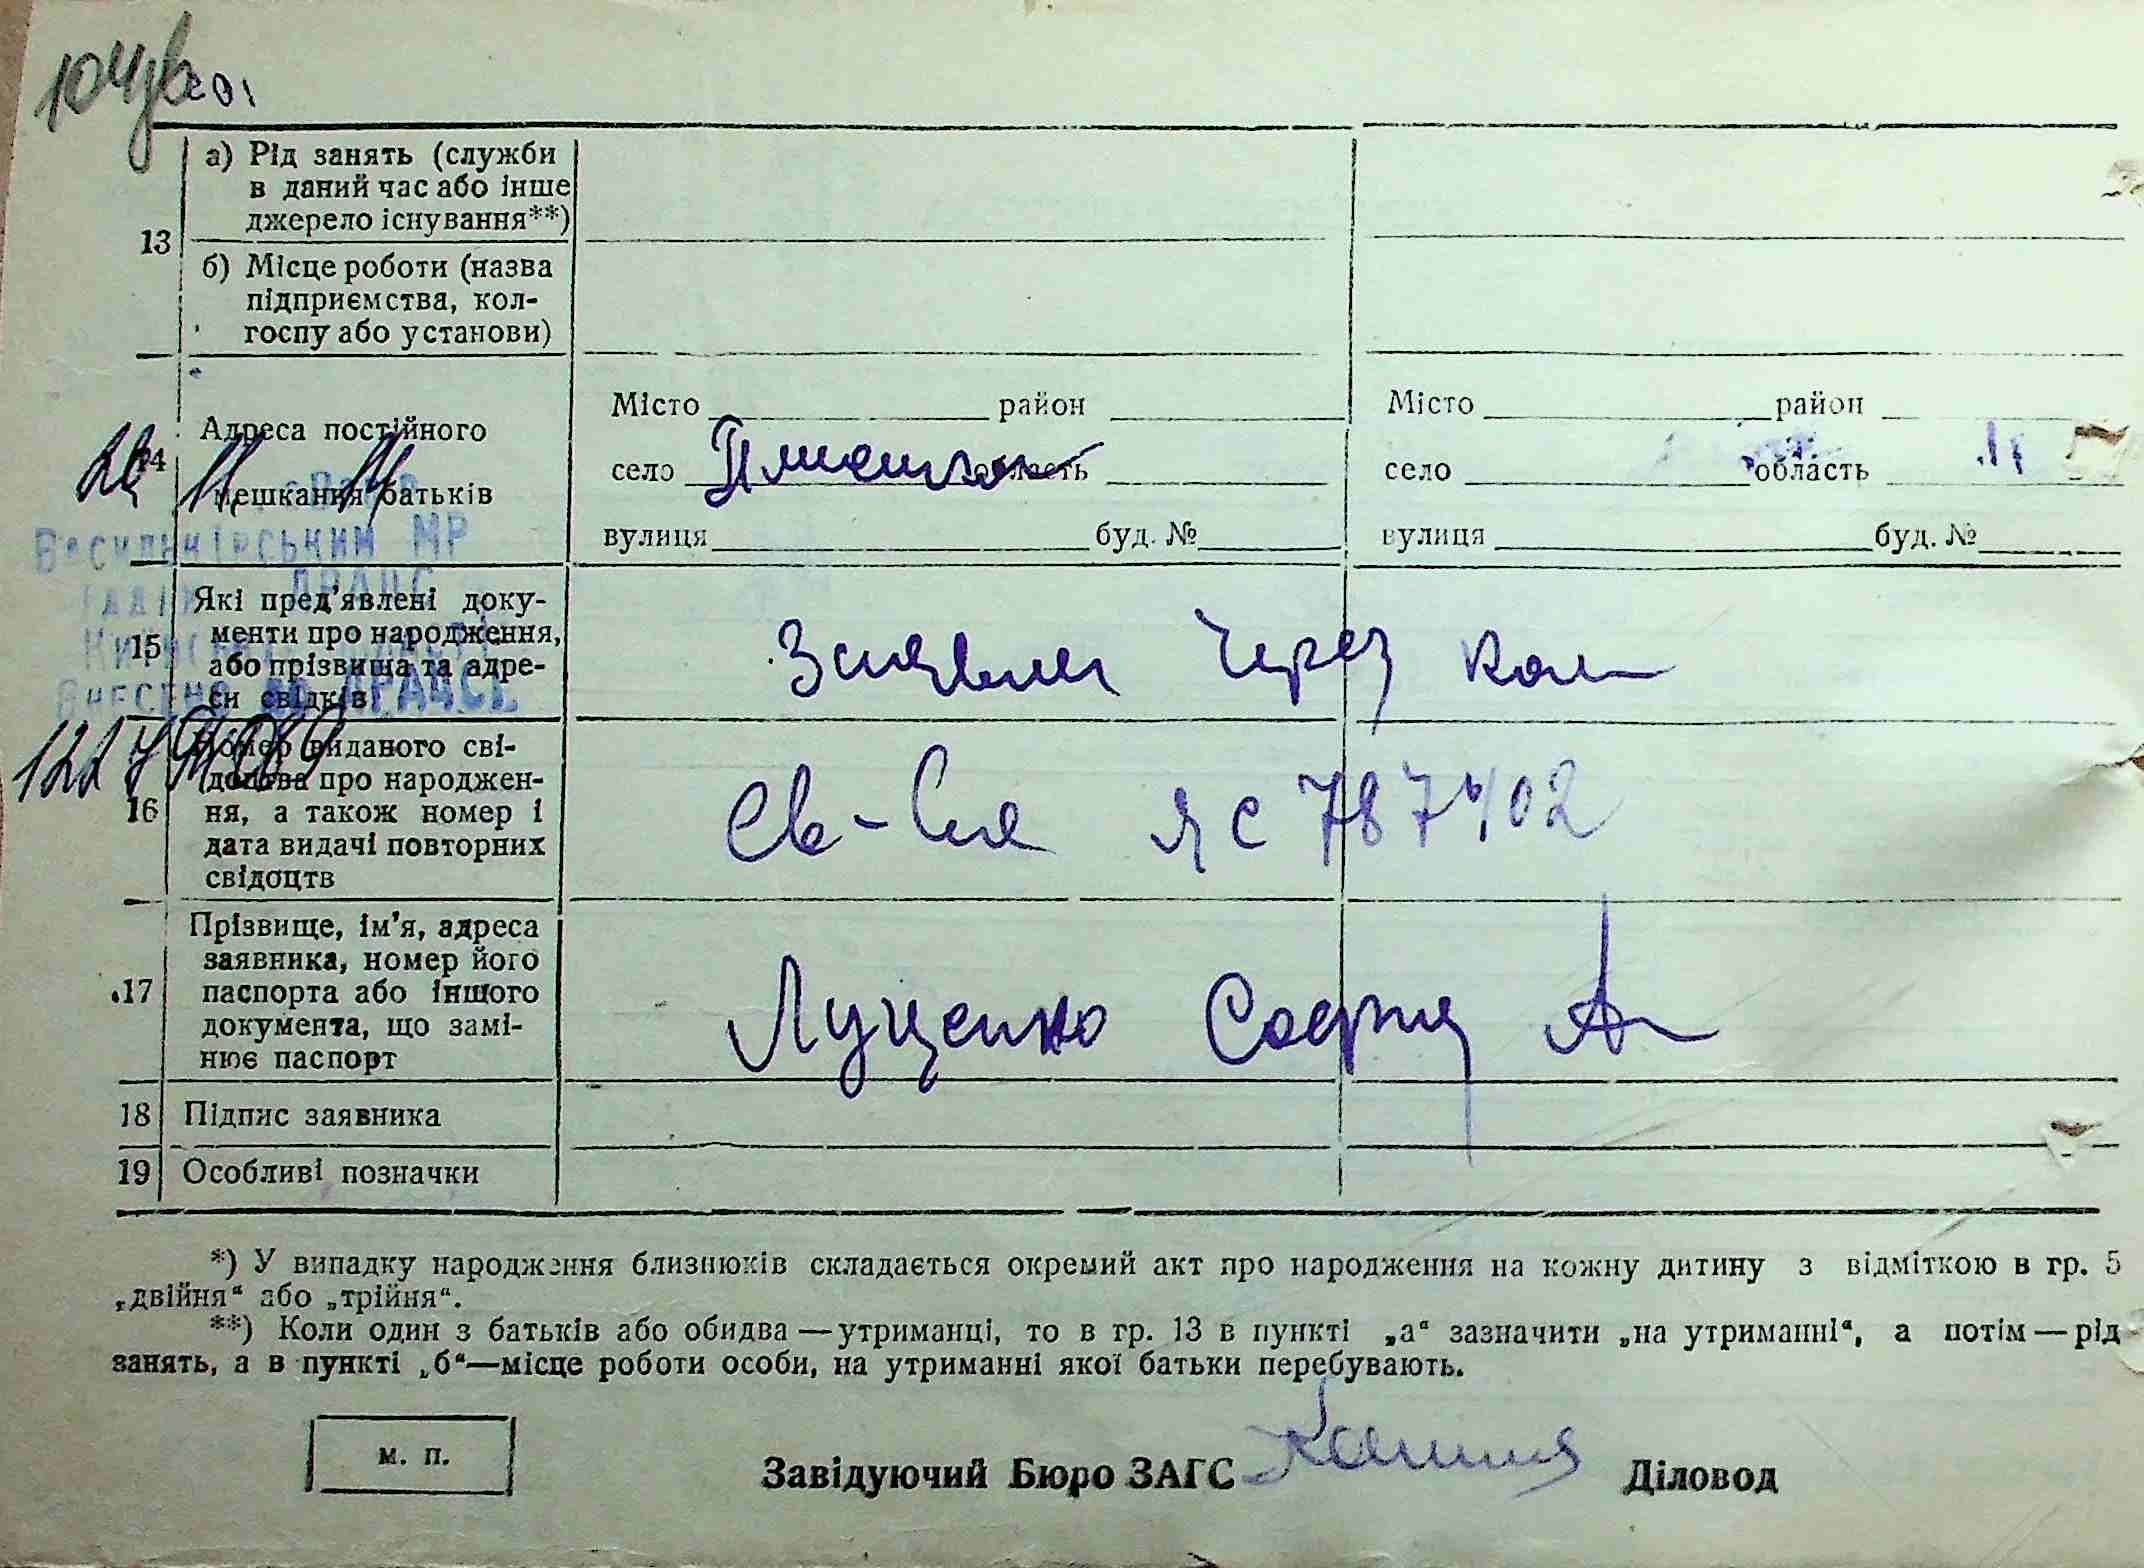 13
а) Рід занять (служби
в даний час або інше
джерело існування**)
б) Місце роботи (назва
підприємства, кол-
госпу або установи)
14
Адреса постійного
мешкання батьків
Місто район
село область
вулиця буд. №
Місто район
село область
вулиця буд. №
Васильківським МР
ДРАЦС
15
Які пред'явлені доку-
менти про народження,
або прізвища та адре-
си свідків
через
16
Номер виданого сві-
доцтва про народжен-
ня, а також номер і
дата видачі повторних
свідоцтв
ЯС 787402
17
Прізвище, ім'я, адреса
заявника, номер його
паспорта або іншого
документа, що замі-
нює паспорт
Луценко София
18 Підпис заявника
19 Особливі позначки
*) У випадку народження близнюків складається окремий акт про народження на кожну дитину з відміткою в гр. 5
„двійня“ або „трійня“.
**) Коли один з батьків або обидва — утриманці, то в гр. 13 в пункті „а“ зазначити „на утриманні“, а потім — рід
занять, а в пункті „б“—місце роботи особи, на утриманні якої батьки перебувають.
м. п.
Завідуючий Бюро ЗАГС Діловод